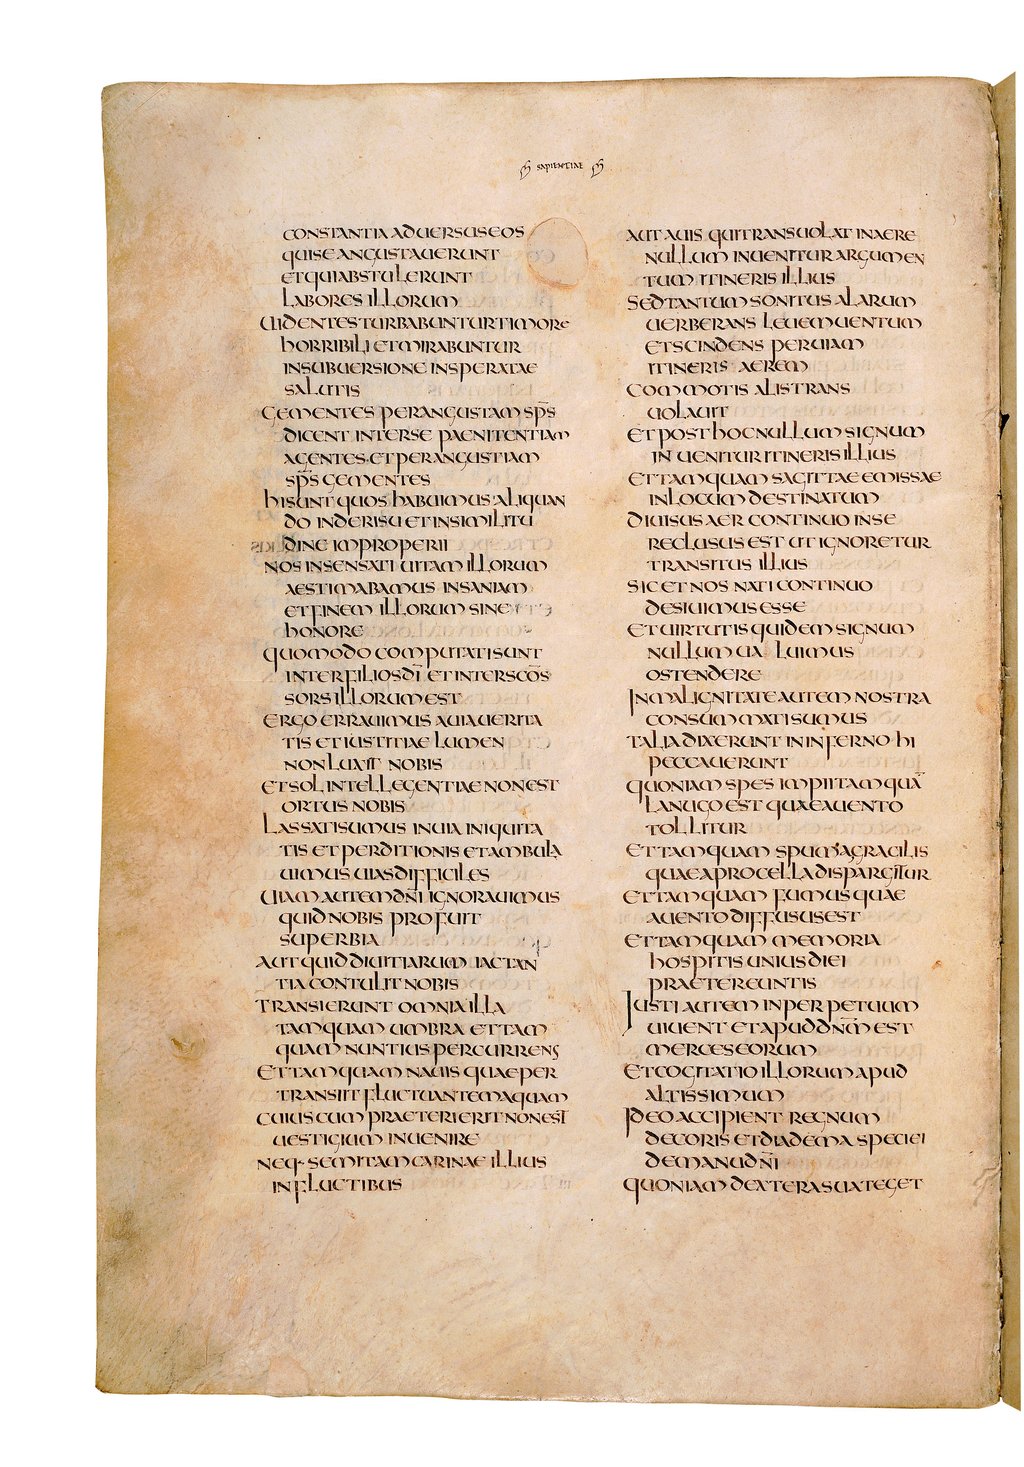 SAPIENTIAE
CONSTANTIA ADUERSUS EOS
QUI SE ANGUSTAUERUNT
ET QUI ABSTULERUNT
LABORES ILLORUM
UIDENTES TURBABUNTUR TIMORE
HORRIBILI ET MIRABUNTUR
IN SUBUERSIONE INSPERATAE
SALUTIS
GEMENTES PER ANGUSTIAM SP̅S
DICENT INTER SE PAENITENTIAM
AGENTES·ET PER ANGUSTIAM
SP̅S GEMENTES
HI SUNT QUOS HABUIMUS ALIQUAN
DO IN DERISU ET IN SIMILITU
DINE IMPROPERII
NOS INSENSATI UITAM ILLORUM
AESTIMABAMUS INSANIAM
ET FINEM ILLORUM SINE
HONORE
QUOMODO COMPUTATI SUNT
INTER FILIOS D̅I ET INTER SC̅OS
SORS ILLORUM EST
ERGO ERRAUIMUS A UIA UERITA
TIS ET IUSTITIAE LUMEN
NON LUXIT NOBIS
ET SOL INTELLEGENTIAE NON EST
ORTUS NOBIS
LASSATI SUMUS IN UIA INIQUITA
TIS ET PERDITIONIS ET AMBULA
UIMUS UIAS DIFFICILES
UIAM AUTEM DN̅I IGNORAUIMUS
QUID NOBIS PROFUIT
SUPERBIA
AUT QUID DIUITIARUM IACTAN
TIA CONTULIT NOBIS
TRANSIERUNT OMNIA ILLA
TAMQUAM UMBRA ET TAM
QUAM NUNTIUS PERCURRENS
ET TAMQUAM NAUIS QUAE PER
TRANSIIT FLUCTUANTEM AQUAM
CUIUS CUM PRAETERIERIT NON EST
UESTIGIUM INUENIRE
NEQ· SEMITAM CARINAE ILLIUS
IN FLUCTIBUS
AUT AUIS QUI TRANSUOLAT IN AERE
NULLUM INUENITUR ARGUMEN
TUM ITINERIS ILLIUS
SED TANTUM SONITUS ALARUM
UERBERANS LEUEM UENTUM
ET SCINDENS PER UIAM
ITINERIS AEREM
COMMOTIS ALIS TRANS
UOLAUIT
ET POST HOC NULLUM SIGNUM
INUENITUR ITINERIS ILLIUS
ET TAMQUAM SAGITTAE EMISSAE
IN LOCUM DESTINATUM
DIUISUS AER CONTINUO IN SE
RECLUSUS EST UT IGNORETUR
TRANSITUS ILLIUS
SIC ET NOS NATI CONTINUO
DESIUIMUS ESSE
ET UIRTUTIS QUIDEM SIGNUM
NULLUM UALUIMUS
OSTENDERE
IN MALIGNITATE AUTEM NOSTRA
CONSUMMATI SUMUS
TALIA DIXERUNT IN INFERNO HI
PECCAUERUNT
QUONIAM SPES IMPII TAMQUA̅
LANUGO EST QUAE A UENTO
TOLLITUR
ET TAMQUAM SPUMA GRACILIS
QUAE A PROCELLA DISPARGITUR
ET TAMQUAM FUMUS QUAE
A UENTO DIFFUSUS EST
ET TAMQUAM MEMORIA
HOSPITIS UNIUS DIEI
PRAETEREUNTIS
IUSTI AUTEM IN PERPETUUM
UIUENT ET APUD DN̅M EST
MERCES EORUM
ET COGITATIO ILLORUM APUD
ALTISSIMUM
IDEO ACCIPIENT REGNUM
DECORIS ET DIADEMA SPECIEI
DE MANU DN̅I
QUONIAM DEXTERA SUA TEGET